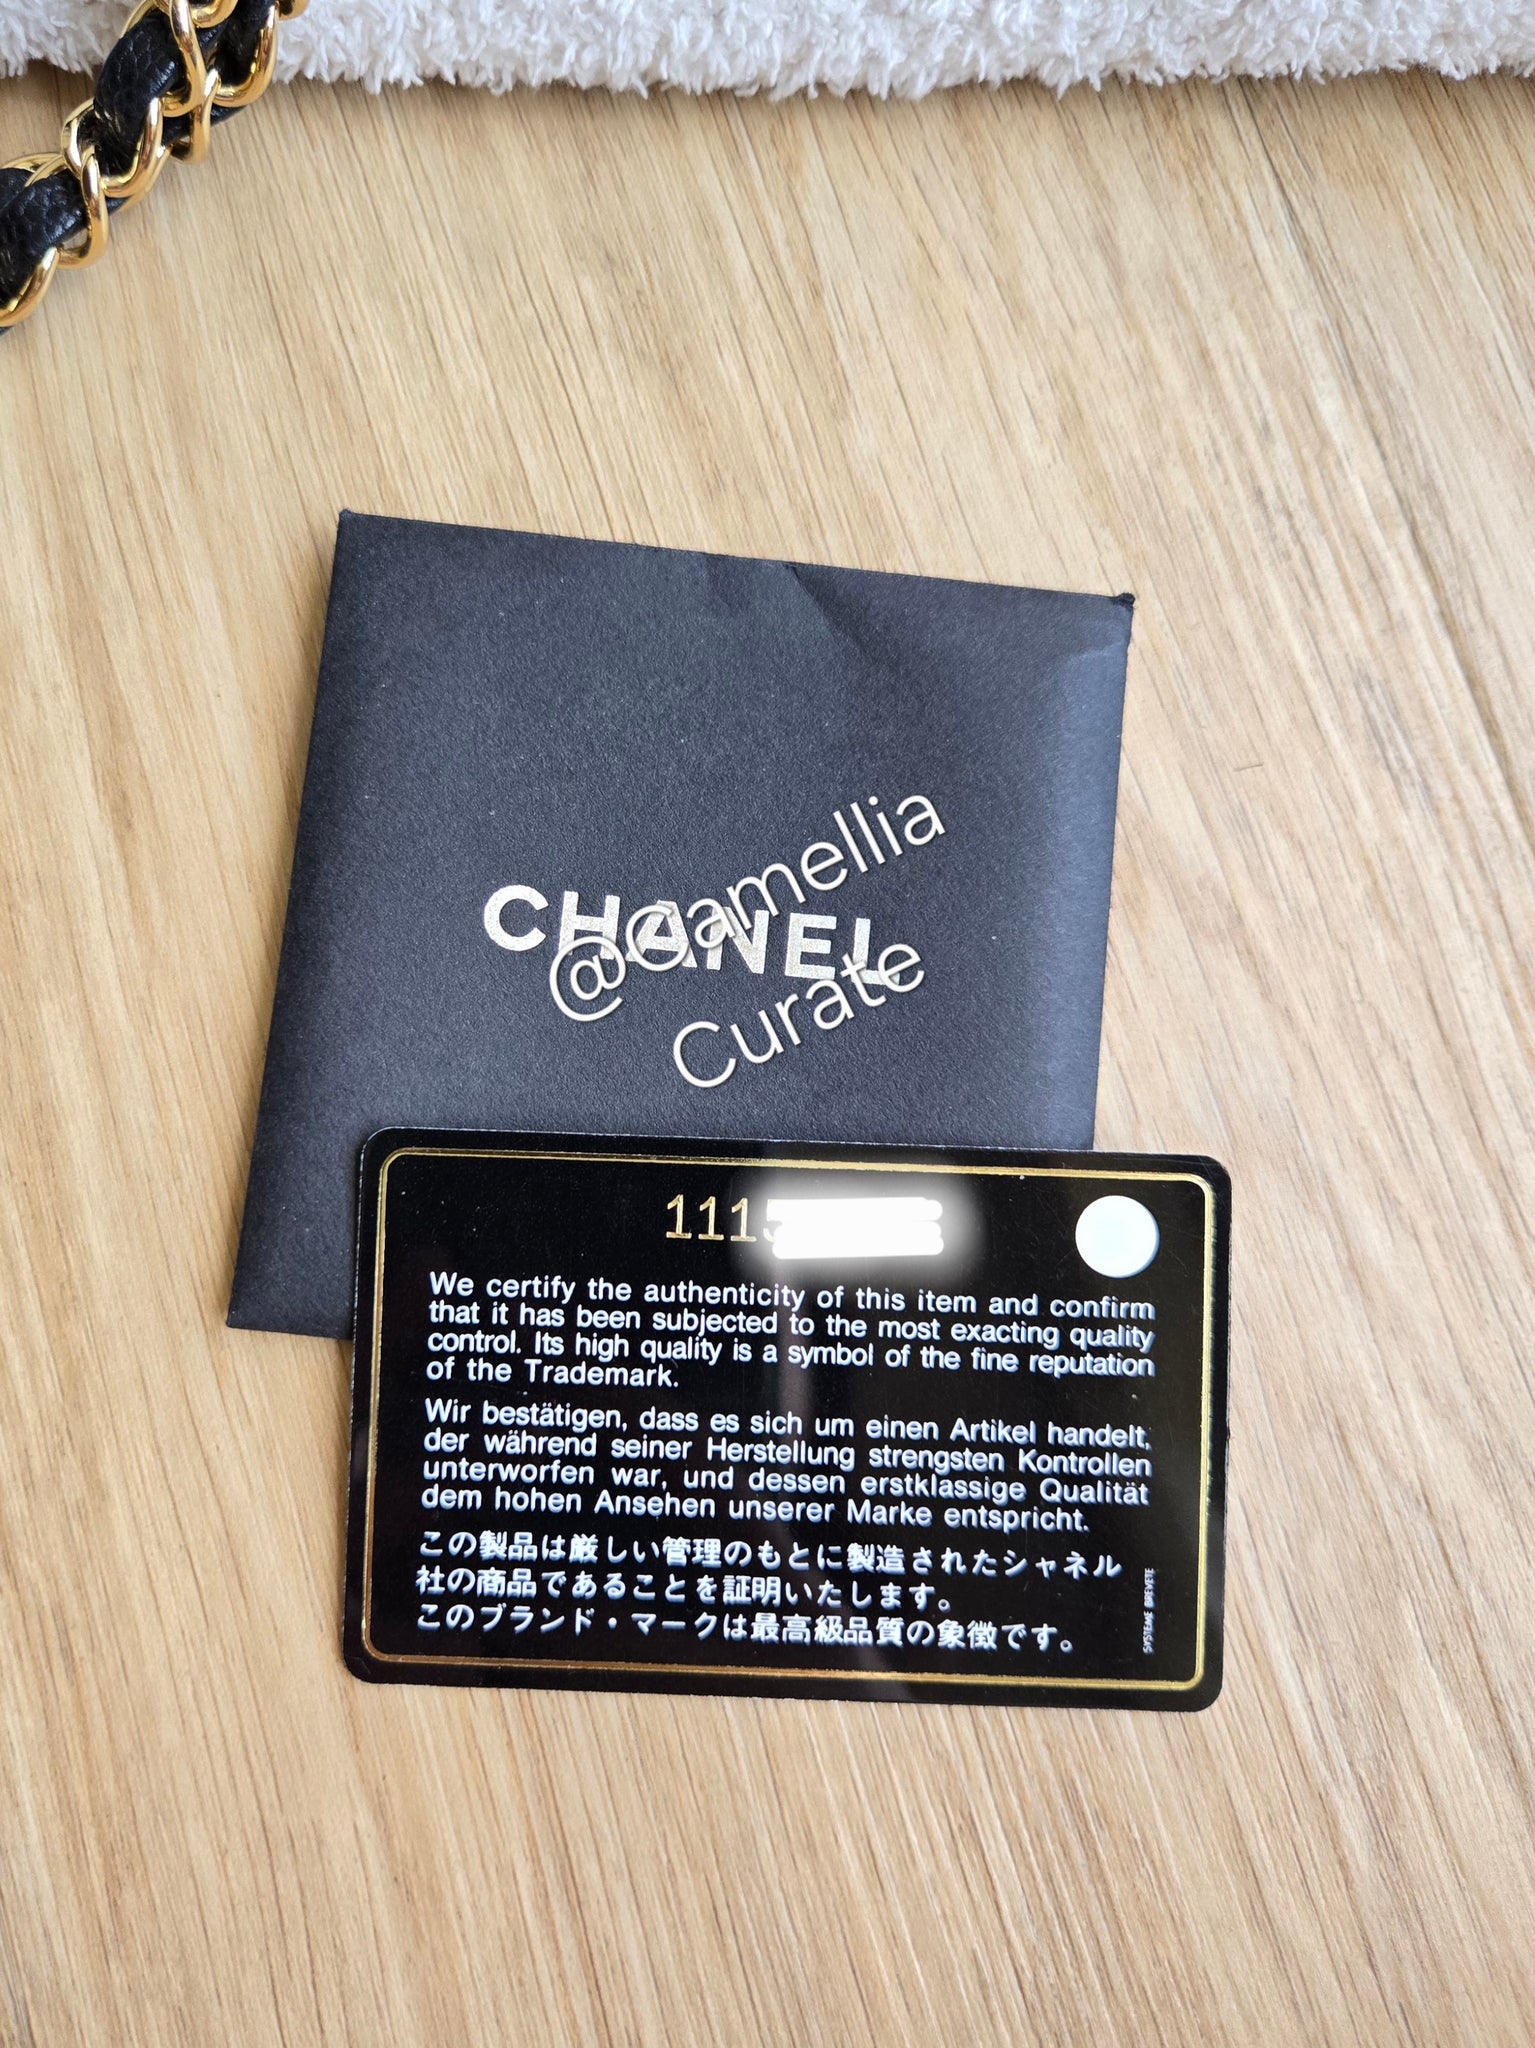 CHANEL
@Camellia
Curate
1115
We certify the authenticity of this item and confirm
that it has been subjected to the most exacting quality
control. Its high quality is a symbol of the fine reputation
of the Trademark.
Wir bestätigen, dass es sich um einen Artikel handelt,
der während seiner Herstellung strengsten Kontrollen
unterworfen war, und dessen erstklassige Qualität
dem hohen Ansehen unserer Marke entspricht.
この製品は厳しい管理のもとに製造されたシャネル
社の商品であることを証明いたします。
このブランド・マークは最高級品質の象徴です。
SYSTEME BREVETE